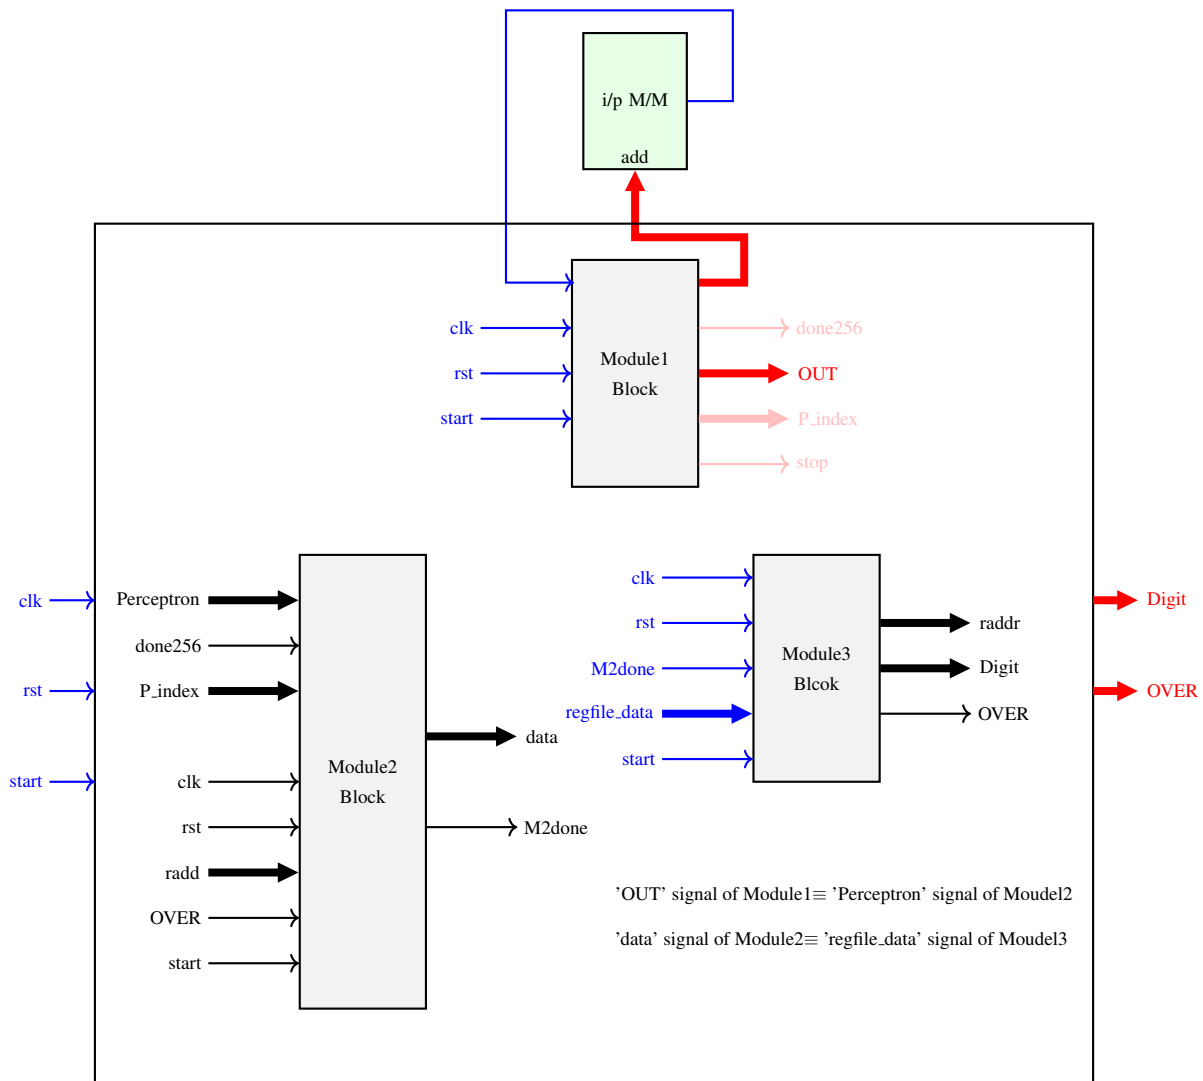 i/p M/M
add
clk
rst
start
Module1
Block
done256
OUT
P_index
stop
clk
rst
start
Perceptron
done256
P_index
clk
rst
radd
OVER
start
Module2
Block
data
M2done
clk
rst
M2done
regfile_data
start
Module3
Blcok
raddr
Digit
OVER
Digit
OVER
’OUT’ signal of Module1≡ ’Perceptron’ signal of Moudel2
’data’ signal of Module2≡ ’regfile_data’ signal of Moudel3